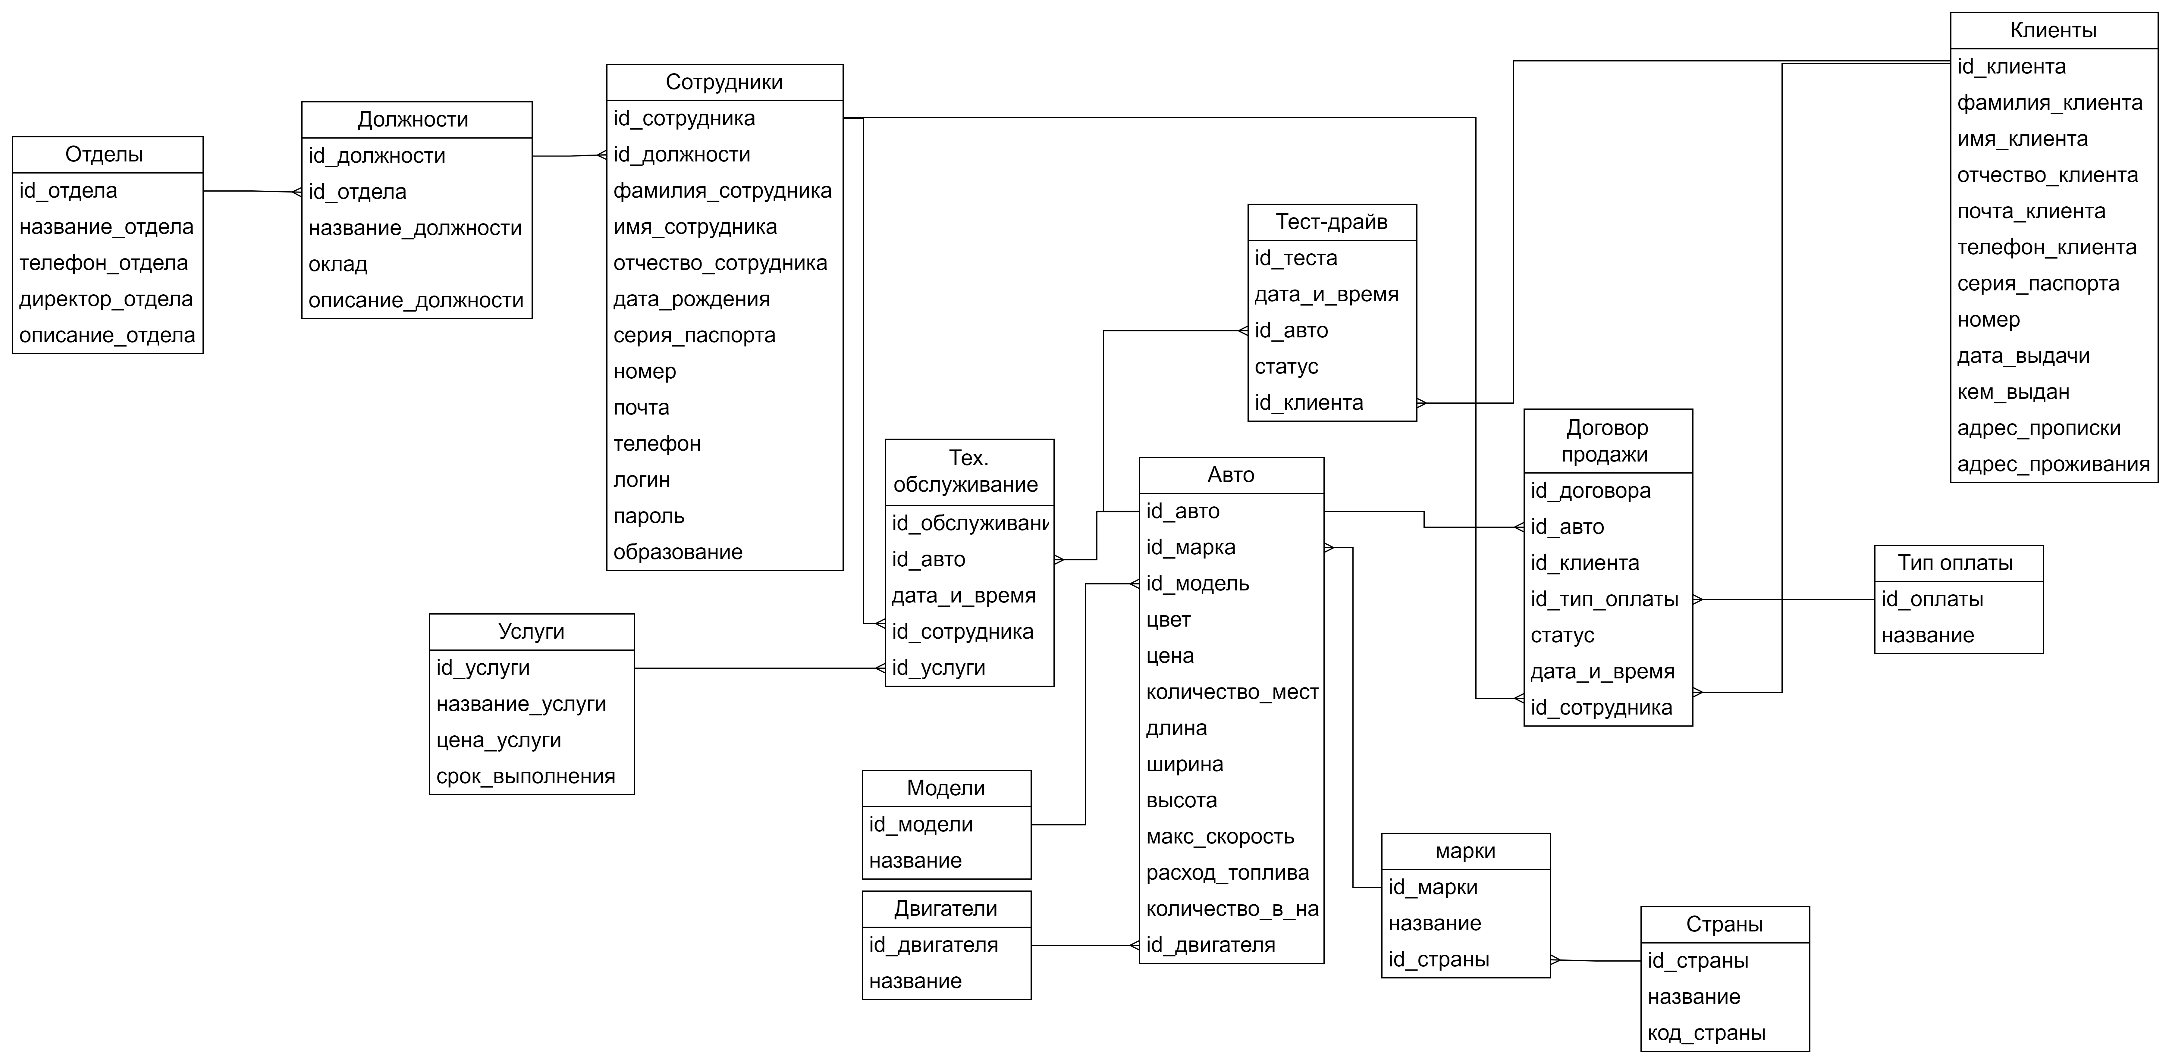 Отделы
id_отдела
название_отдела
телефон_отдела
директор_отдела
описание_отдела
Должности
id_должности
id_отдела
название_должности
оклад
описание_должности
Сотрудники
id_сотрудника
id_должности
фамилия_сотрудника
имя_сотрудника
отчество_сотрудника
дата_рождения
серия_паспорта
номер
почта
телефон
логин
пароль
образование
Услуги
id_услуги
название_услуги
цена_услуги
срок_выполнения
Тех.
обслуживание
id_обслуживани
id_авто
дата_и_время
id_сотрудника
id_услуги
Модели
id_модели
название
Двигатели
id_двигателя
название
Тест-драйв
id_теста
дата_и_время
id_авто
статус
id_клиента
Авто
id_авто
id_марка
id_модель
цвет
цена
количество_мест
длина
ширина
высота
макс_скорость
расход_топлива
количество_в_на
id_двигателя
Договор
продажи
id_договора
id_авто
id_клиента
id_тип_оплаты
статус
дата_и_время
id_сотрудника
марки
id_марки
название
id_страны
Страны
id_страны
название
код_страны
Тип оплаты
id_оплаты
название
Клиенты
id_клиента
фамилия_клиента
имя_клиента
отчество_клиента
почта_клиента
телефон_клиента
серия_паспорта
номер
дата_выдачи
кем_выдан
адрес_прописки
адрес_проживания